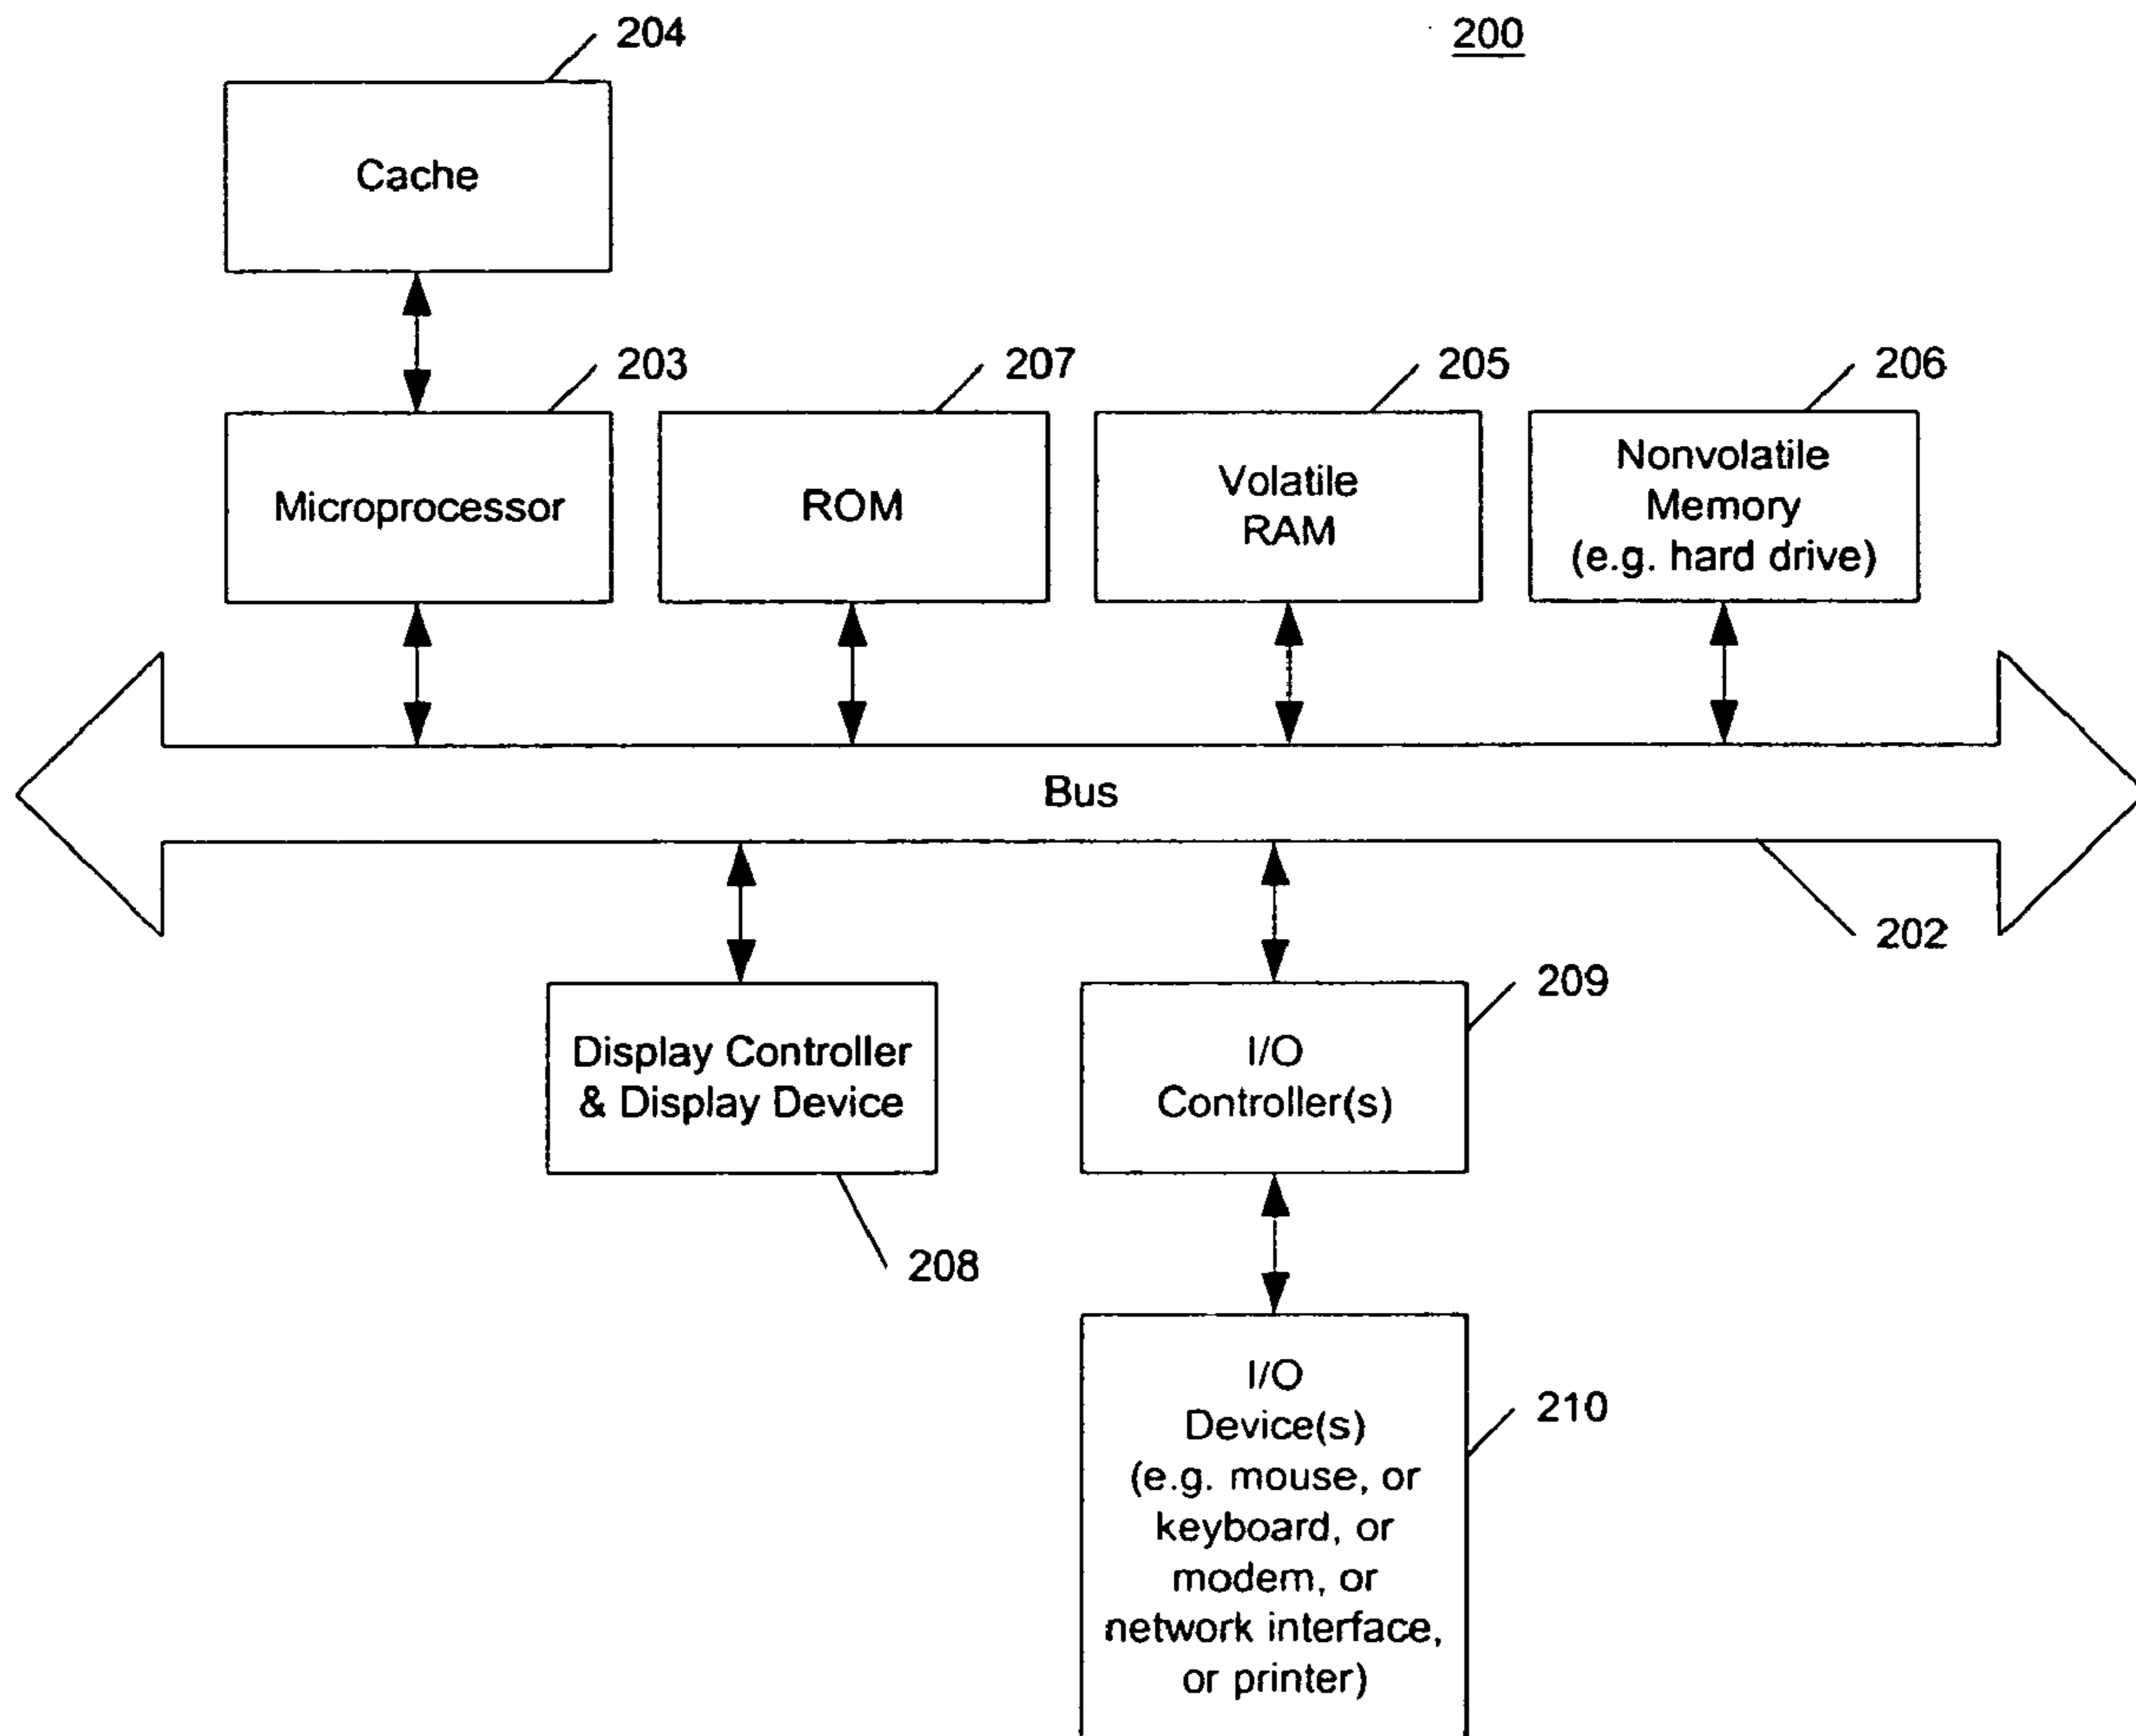 204
200
Cache
203
207
205
206
Microprocessor
ROM
Volatile
RAM
Nonvolatile
Memory
(e.g. hard drive)
Bus
202
209
Display Controller
& Display Device
I/O
Controller(s)
208
I/O
Device(s)
(e.g. mouse, or
keyboard, or
modem, or
network interface,
or printer)
210